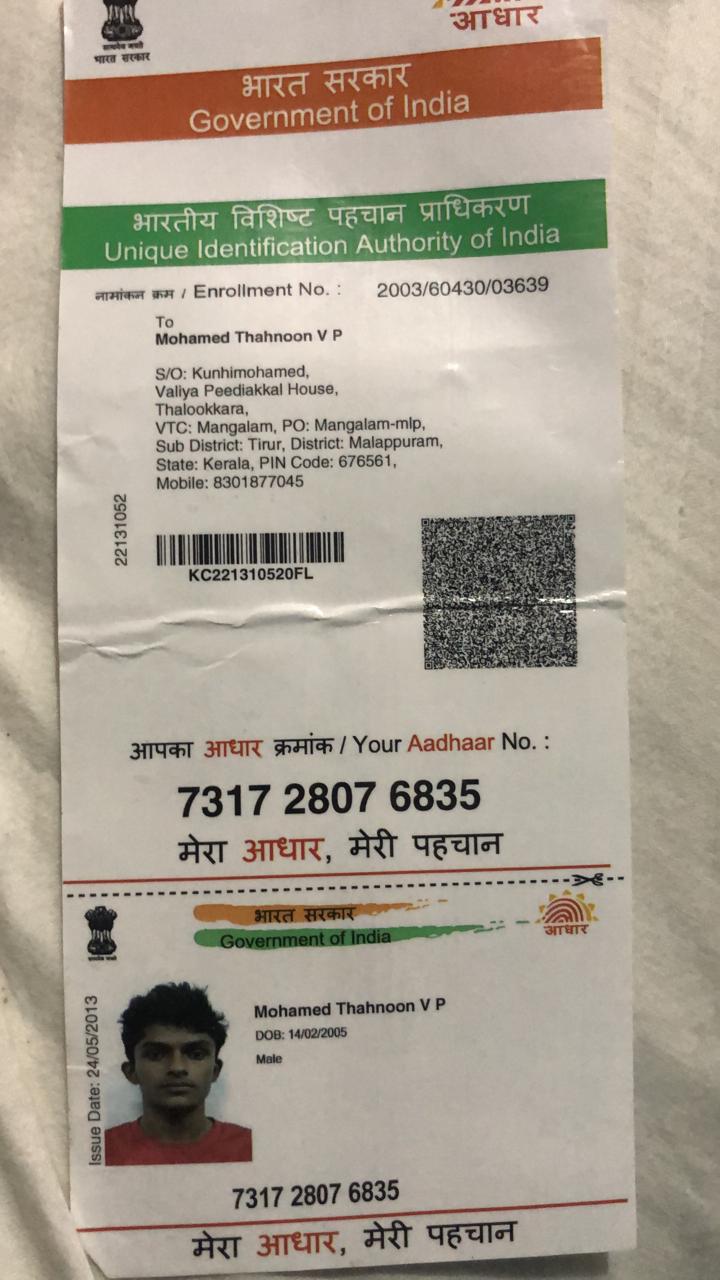 आधार
सत्यमेव जयते
भारत सरकार
भारत सरकार
Government of India
भारतीय विशिष्ट पहचान प्राधिकरण
Unique Identification Authority of India
नामांकन क्रम / Enrollment No. : 2003/60430/03639
To
Mohamed Thahnoon V P
S/O: Kunhimohamed,
Valiya Peediakkal House,
Thalookkara,
VTC: Mangalam, PO: Mangalam-mlp,
Sub District: Tirur, District: Malappuram,
State: Kerala, PIN Code: 676561,
Mobile: 8301877045
22131052
KC221310520FL
आपका आधार क्रमांक / Your Aadhaar No. :
7317 2807 6835
मेरा आधार, मेरी पहचान
भारत सरकार
Government of India
आधार
Issue Date: 24/05/2013
Mohamed Thahnoon V P
DOB: 14/02/2005
Male
7317 2807 6835
मेरा आधार, मेरी पहचान